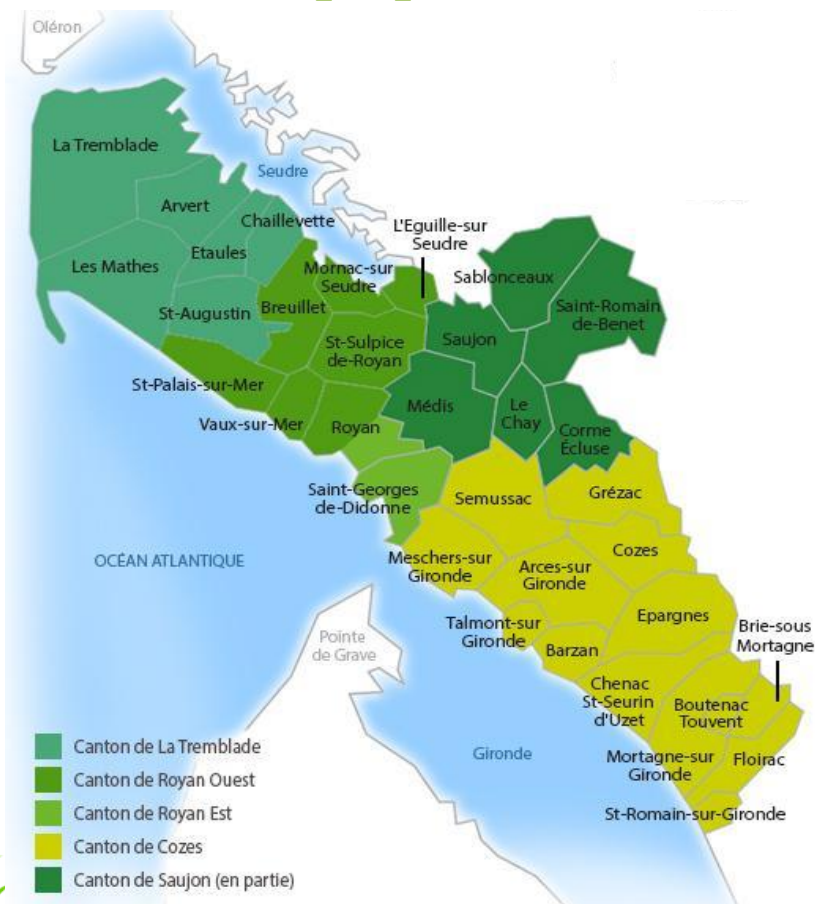 Oléron
La Tremblade
Seudre
Arvert
Chaillevette
L'Eguille-sur
Seudre
Etaules
Les Mathes
Mornac-sur
Seudre
Sablonceaux
Saint-Romain
de-Benet
St-Augustin
Breuillet
St-Sulpice
de-Royan
Saujon
St-Palais-sur-Mer
Médis
Le
Chay
Vaux-sur-Mer
Royan
Corme
Écluse
Saint-Georges
de-Didonne
Semussac
Grézac
OCÉAN ATLANTIQUE
Meschers-sur
Gironde
Arces-sur
Gironde
Cozes
Talmont-sur
Gironde
Epargnes
Brie-sous
Mortagne
Pointe
de Grave
Barzan
Chenac
St-Seurin
d'Uzet
Boutenac
Touvent
Gironde
Mortagne-sur
Gironde
Floirac
St-Romain-sur-Gironde
Canton de La Tremblade
Canton de Royan Ouest
Canton de Royan Est
Canton de Cozes
Canton de Saujon (en partie)